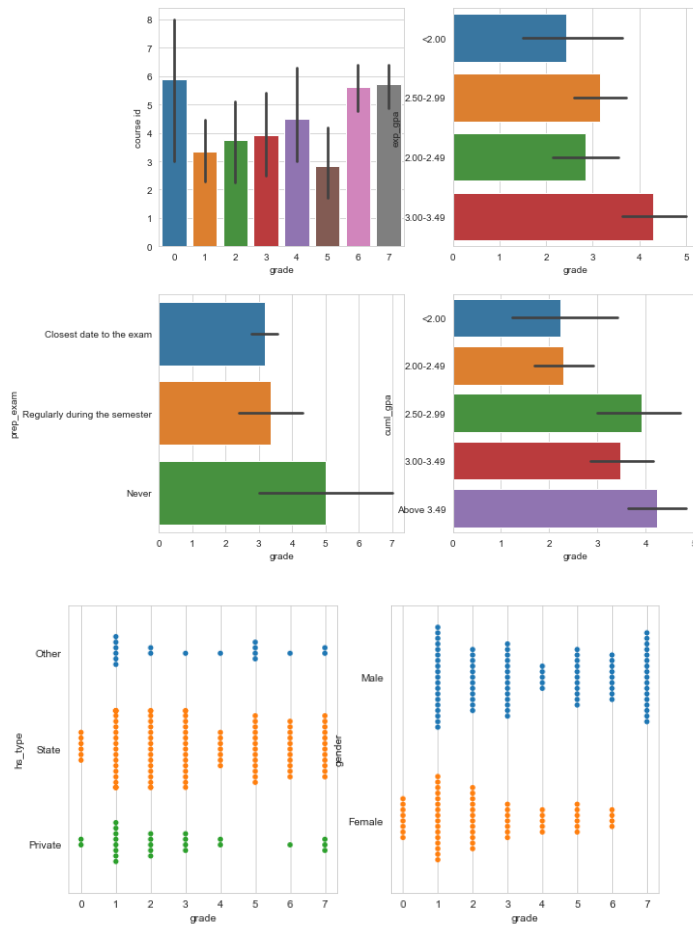 8
7
6
5
4
3
2
1
0
course id
0 1 2 3 4 5 6 7
grade
<2.00
2.50-2.99
2.00-2.49
3.00-3.49
exp_gpa
0 1 2 3 4 5
grade
Closest date to the exam
Regularly during the semester
Never
prep_exam
0 1 2 3 4 5 6 7
grade
<2.00
2.00-2.49
2.50-2.99
3.00-3.49
Above 3.49
cuml_gpa
0 1 2 3 4 5
grade
Other
State
Private
hs_type
0 1 2 3 4 5 6 7
grade
Male
Female
gender
0 1 2 3 4 5 6 7
grade